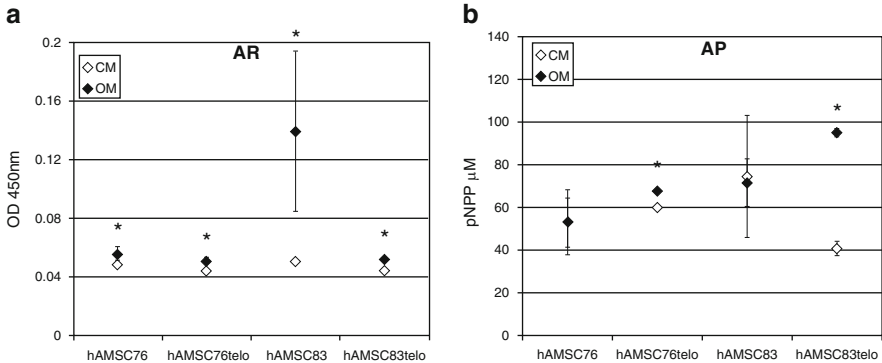 a
AR
*
0.2
CM
OM
0.16
0.12
OD 450nm
0.08
*
*
*
0.04
0
hAMSC76
hAMSC76telo
hAMSC83
hAMSC83telo
b
AP
140
CM
OM
120
100
*
80
*
pNPP μM
60
40
20
0
hAMSC76
hAMSC76telo
hAMSC83
hAMSC83telo